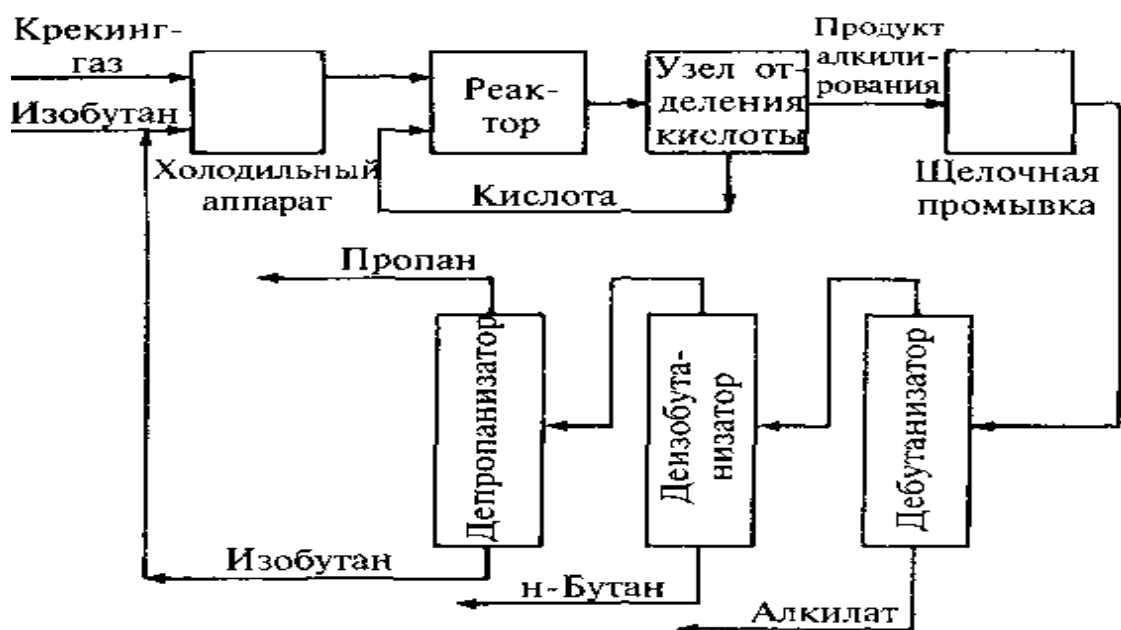 Крекинг-
газ
Изобутан
Холодильный
аппарат
Реак-
тор
Кислота
Узел от-
деления
кислоты
Продукт
алкили-
рования
Щелочная
промывка
Пропан
Депропанизатор
Деизобута-
низатор
Дебутанизатор
Изобутан
н-Бутан
Алкилат